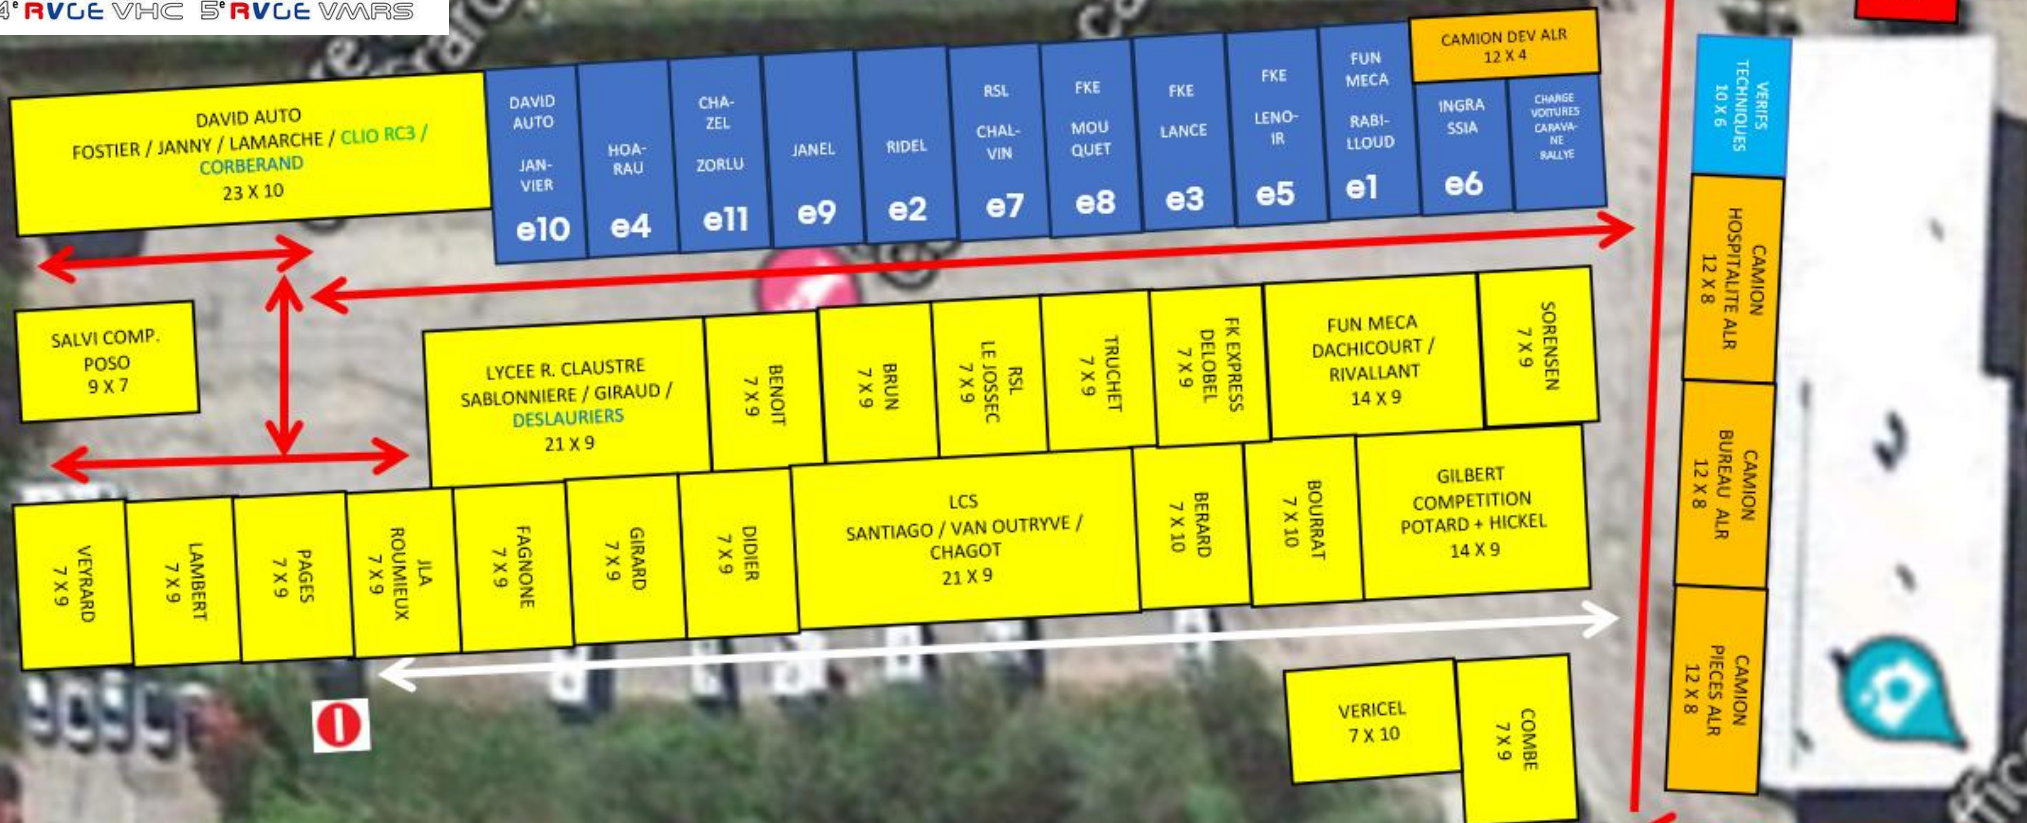 4e RVGE VHC 5e RVGE VMRS
DAVID AUTO
FOSTIER / JANNY / LAMARCHE / CLIO RC3 /
CORBERAND
23 X 10
DAVID
AUTO
JAN-
VIER
e10
HOA-
RAU
e4
CHA-
ZEL
ZORLU
e11
JANEL
e9
RIDEL
e2
RSL
CHAL-
VIN
e7
FKE
MOU
QUET
e8
FKE
LANCE
e3
FKE
LENO-
IR
e5
FUN
MECA
RABI-
LLOUD
e1
CAMION DEV ALR
12 X 4
INGRA
SSIA
e6
CHARGE
VOITURES
CARAVA-
NE
RALLYE
VERIFS
TECHNIQUES
10 X 6
CAMION
HOSPITALITE ALR
12 X 8
CAMION
BUREAU ALR
12 X 8
CAMION
PIECES ALR
12 X 8
SALVI COMP.
POSO
9 X 7
LYCEE R. CLAUSTRE
SABLONNIERE / GIRAUD /
DESLAURIERS
21 X 9
BENOIT
7 X 9
BRUN
7 X 9
RSL
LE JOSSEC
7 X 9
TRUCHET
7 X 9
FK EXPRESS
DELOBEL
7 X 9
FUN MECA
DACHICOURT /
RIVALLANT
14 X 9
SORENSEN
7 X 9
VEYRARD
7 X 9
LAMBERT
7 X 9
PAGES
7 X 9
JLA
ROUMIEUX
7 X 9
FAGNONE
7 X 9
GIRARD
7 X 9
DIDIER
7 X 9
LCS
SANTIAGO / VAN OUTRYVE /
CHAGOT
21 X 9
BERARD
7 X 10
BOURRAT
7 X 10
GILBERT
COMPETITION
POTARD + HICKEL
14 X 9
VERICEL
7 X 10
COMBE
7 X 9